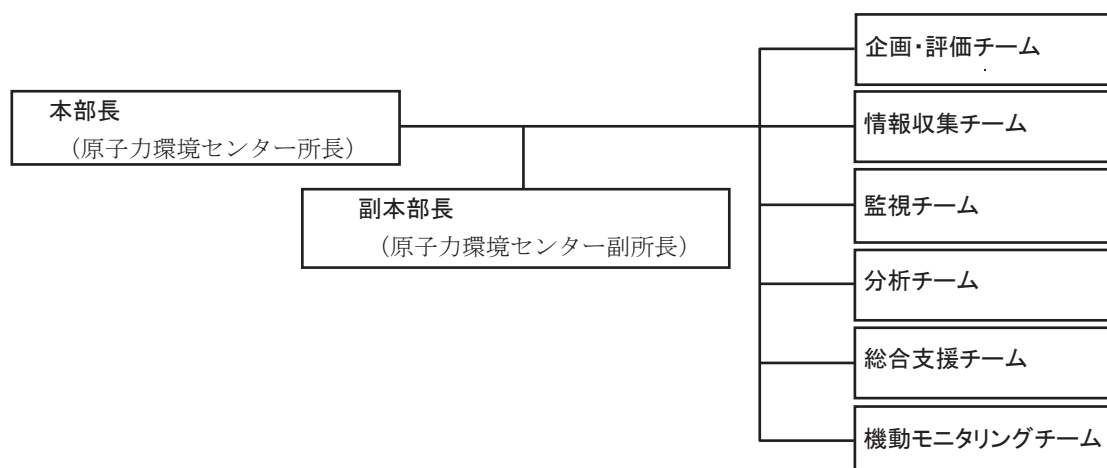 本部長
(原子力環境センター所長)
副本部長
(原子力環境センター副所長)
企画・評価チーム
情報収集チーム
監視チーム
分析チーム
総合支援チーム
機動モニタリングチーム